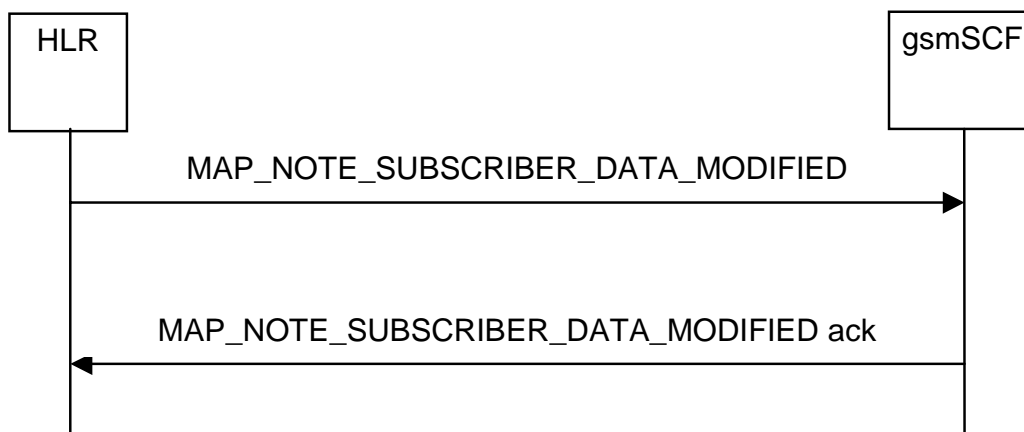 HLR
gsmSCF
MAP_NOTE_SUBSCRIBER_DATA_MODIFIED
MAP_NOTE_SUBSCRIBER_DATA_MODIFIED ack